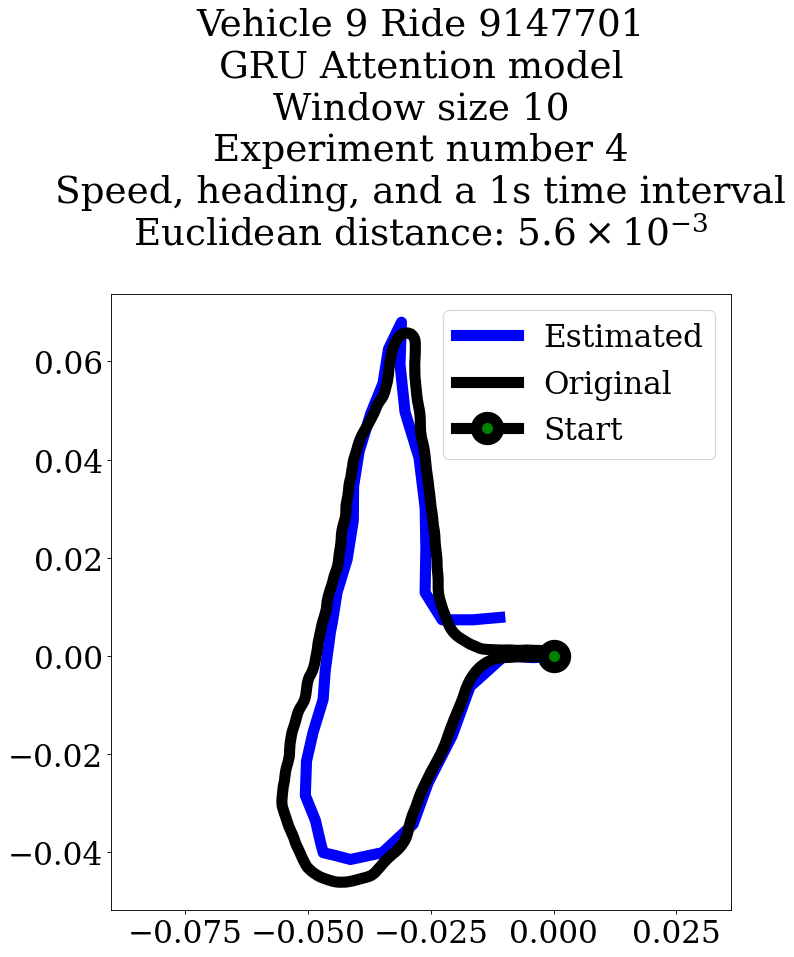 Vehicle 9 Ride 9147701
GRU Attention model
Window size 10
Experiment number 4
Speed, heading, and a 1s time interval
Euclidean distance: 5.6 × 10⁻³
Estimated
Original
Start
0.06
0.04
0.02
0.00
−0.02
−0.04
−0.075 −0.050 −0.025 0.000 0.025